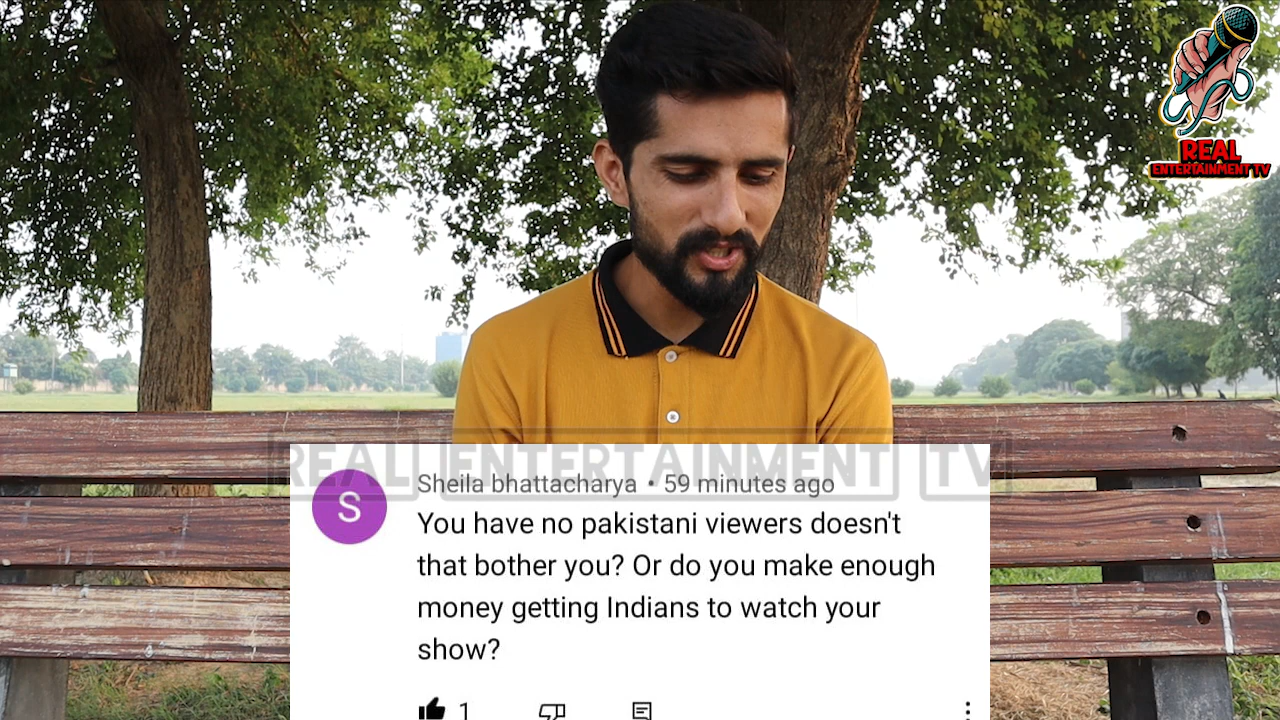 REAL
ENTERTAINMENT TV
REAL ENTERTAINMENT TV
S
Sheila bhattacharya • 59 minutes ago
You have no pakistani viewers doesn't
that bother you? Or do you make enough
money getting Indians to watch your
show?
1